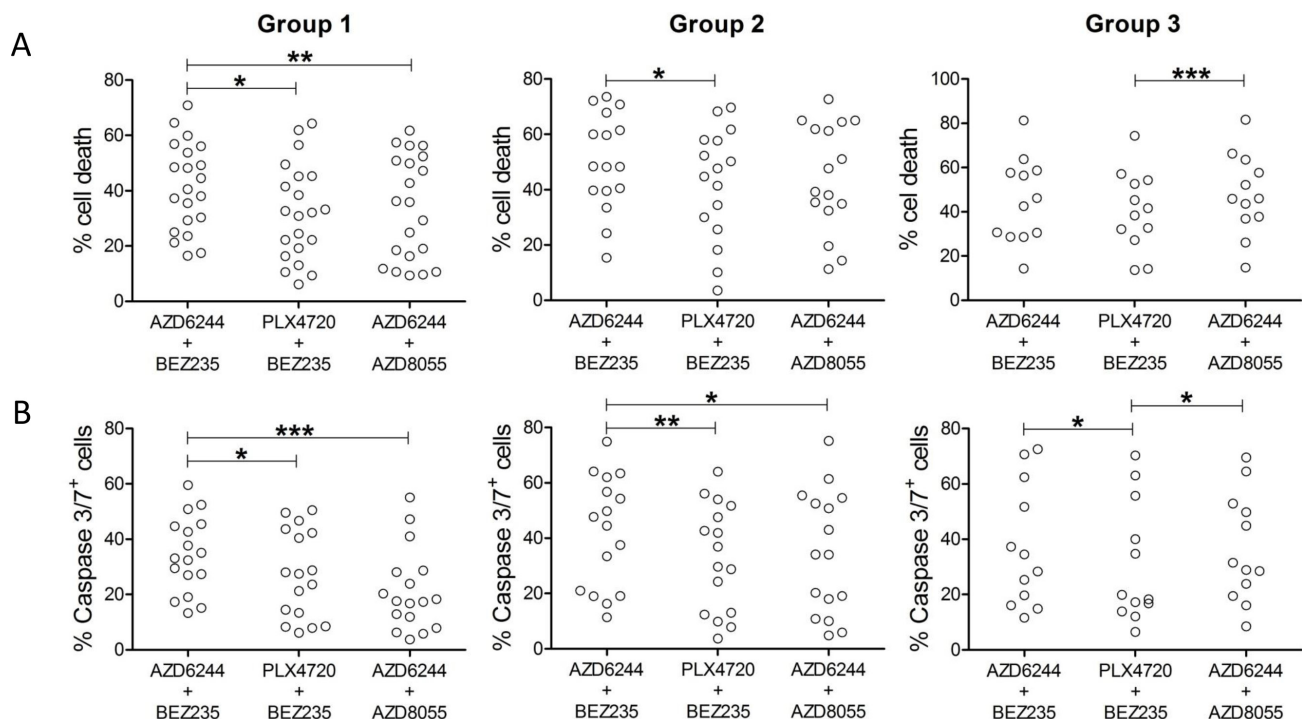 Group 1
Group 2
Group 3
A
% cell death
80
60
40
20
0
**
*
AZD6244
+
BEZ235
PLX4720
+
BEZ235
AZD6244
+
AZD8055
% cell death
80
60
40
20
0
*
AZD6244
+
BEZ235
PLX4720
+
BEZ235
AZD6244
+
AZD8055
% cel death
100
80
60
40
20
0
***
AZD6244
+
BEZ235
PLX4720
+
BEZ235
AZD6244
+
AZD8055
B
% Caspase 3/7+ cells
80
60
40
20
0
***
*
AZD6244
+
BEZ235
PLX4720
+
BEZ235
AZD6244
+
AZD8055
% Caspase 3/7+ cells
80
60
40
20
0
*
**
AZD6244
+
BEZ235
PLX4720
+
BEZ235
AZD6244
+
AZD8055
% Caspase 3/7+ cells
80
60
40
20
0
*
*
AZD6244
+
BEZ235
PLX4720
+
BEZ235
AZD6244
+
AZD8055